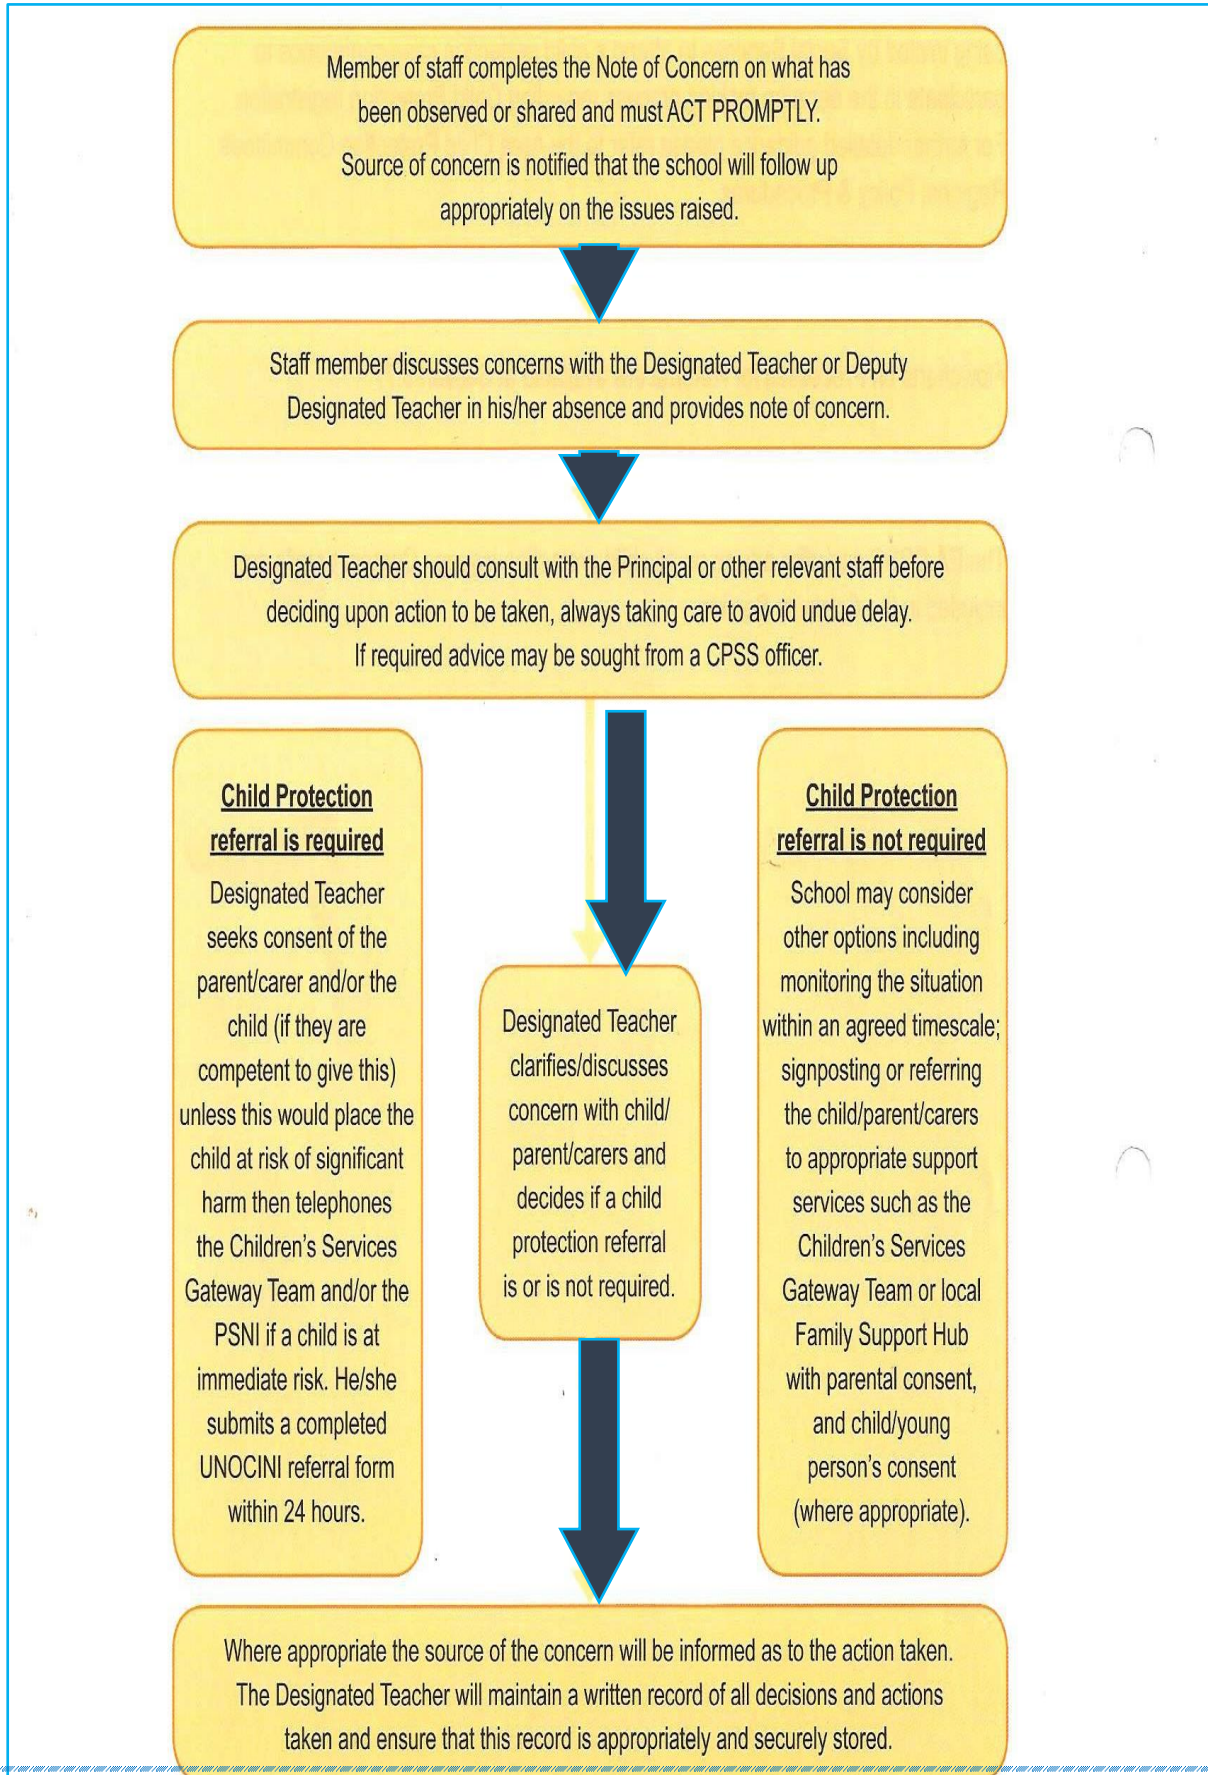 Member of staff completes the Note of Concern on what has
been observed or shared and must ACT PROMPTLY.
Source of concern is notified that the school will follow up
appropriately on the issues raised.
Staff member discusses concerns with the Designated Teacher or Deputy
Designated Teacher in his/her absence and provides note of concern.
Designated Teacher should consult with the Principal or other relevant staff before
deciding upon action to be taken, always taking care to avoid undue delay.
If required advice may be sought from a CPSS officer.
Child Protection
referral is required
Designated Teacher
seeks consent of the
parent/carer and/or the
child (if they are
competent to give this)
unless this would place the
child at risk of significant
harm then telephones
the Children's Services
Gateway Team and/or the
PSNI if a child is at
immediate risk. He/she
submits a completed
UNOCINI referral form
within 24 hours.
Designated Teacher
clarifies/discusses
concern with child/
parent/carers and
decides if a child
protection referral
is or is not required.
Child Protection
referral is not required
School may consider
other options including
monitoring the situation
within an agreed timescale;
signposting or referring
the child/parent/carers
to appropriate support
services such as the
Children's Services
Gateway Team or local
Family Support Hub
with parental consent,
and child/young
person's consent
(where appropriate).
Where appropriate the source of the concern will be informed as to the action taken.
The Designated Teacher will maintain a written record of all decisions and actions
taken and ensure that this record is appropriately and securely stored.